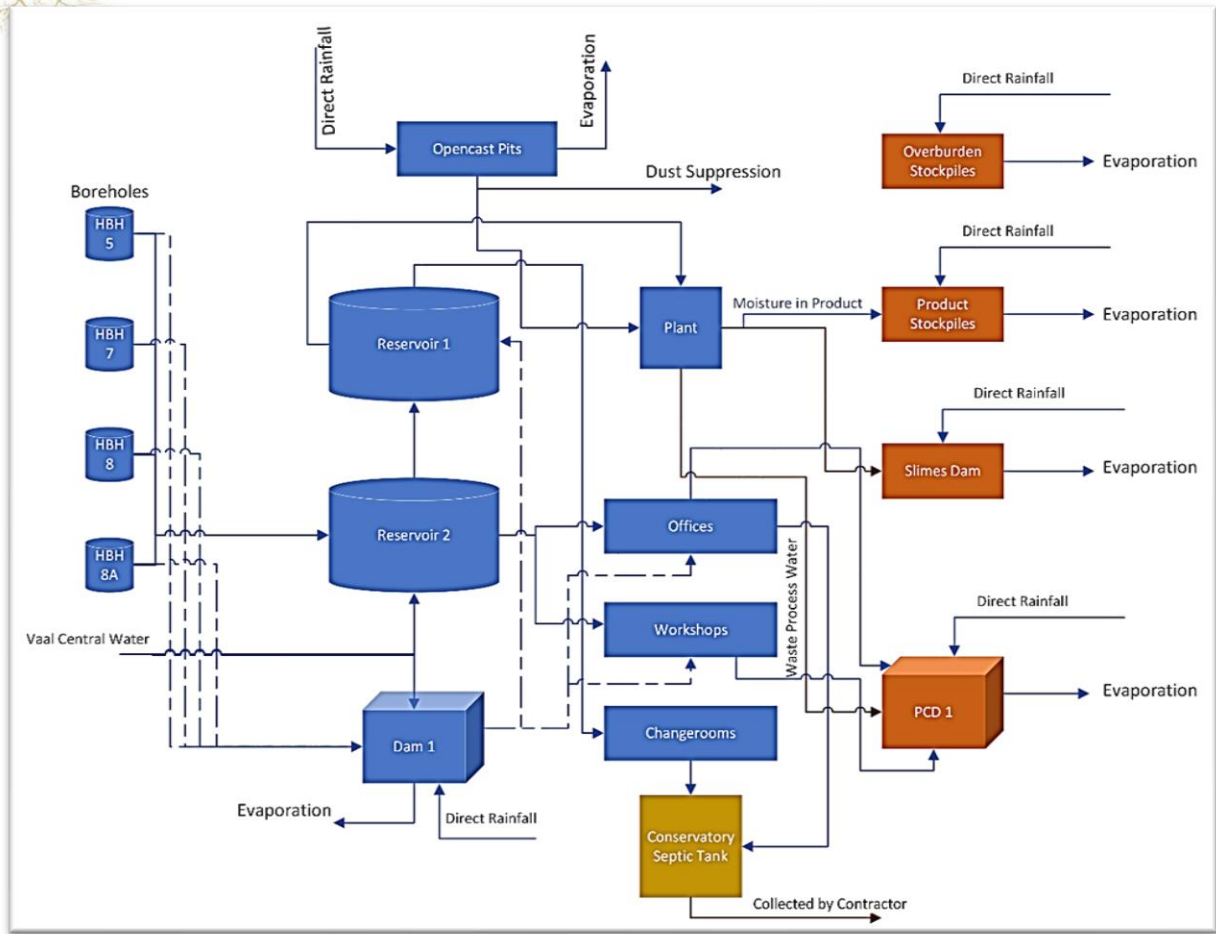 Direct Rainfall
Evaporation
Opencast Pits
Dust Suppression
Direct Rainfall
Overburden
Stockpiles
Evaporation
Boreholes
HBH
5
HBH
7
HBH
8
HBH
8A
Reservoir 1
Plant
Moisture in Product
Direct Rainfall
Product
Stockpiles
Evaporation
Direct Rainfall
Slimes Dam
Evaporation
Reservoir 2
Offices
Workshops
Waste Process Water
Vaal Central Water
Direct Rainfall
PCD 1
Evaporation
Dam 1
Changerooms
Evaporation
Direct Rainfall
Conservatory
Septic Tank
Collected by Contractor